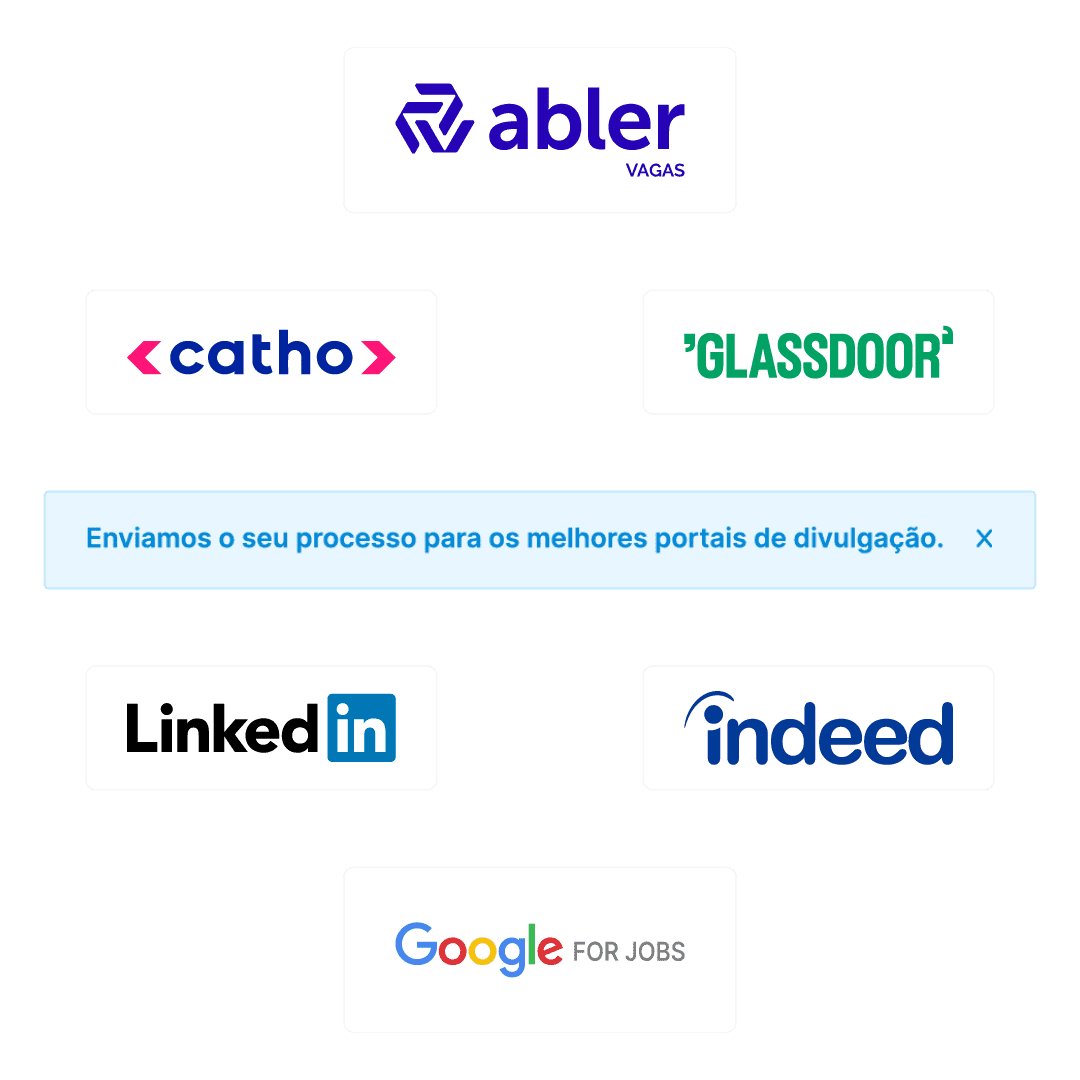 abler
VAGAS
catho
GLASSDOOR
Enviamos o seu processo para os melhores portais de divulgação.
Linkedin
indeed
Google FOR JOBS